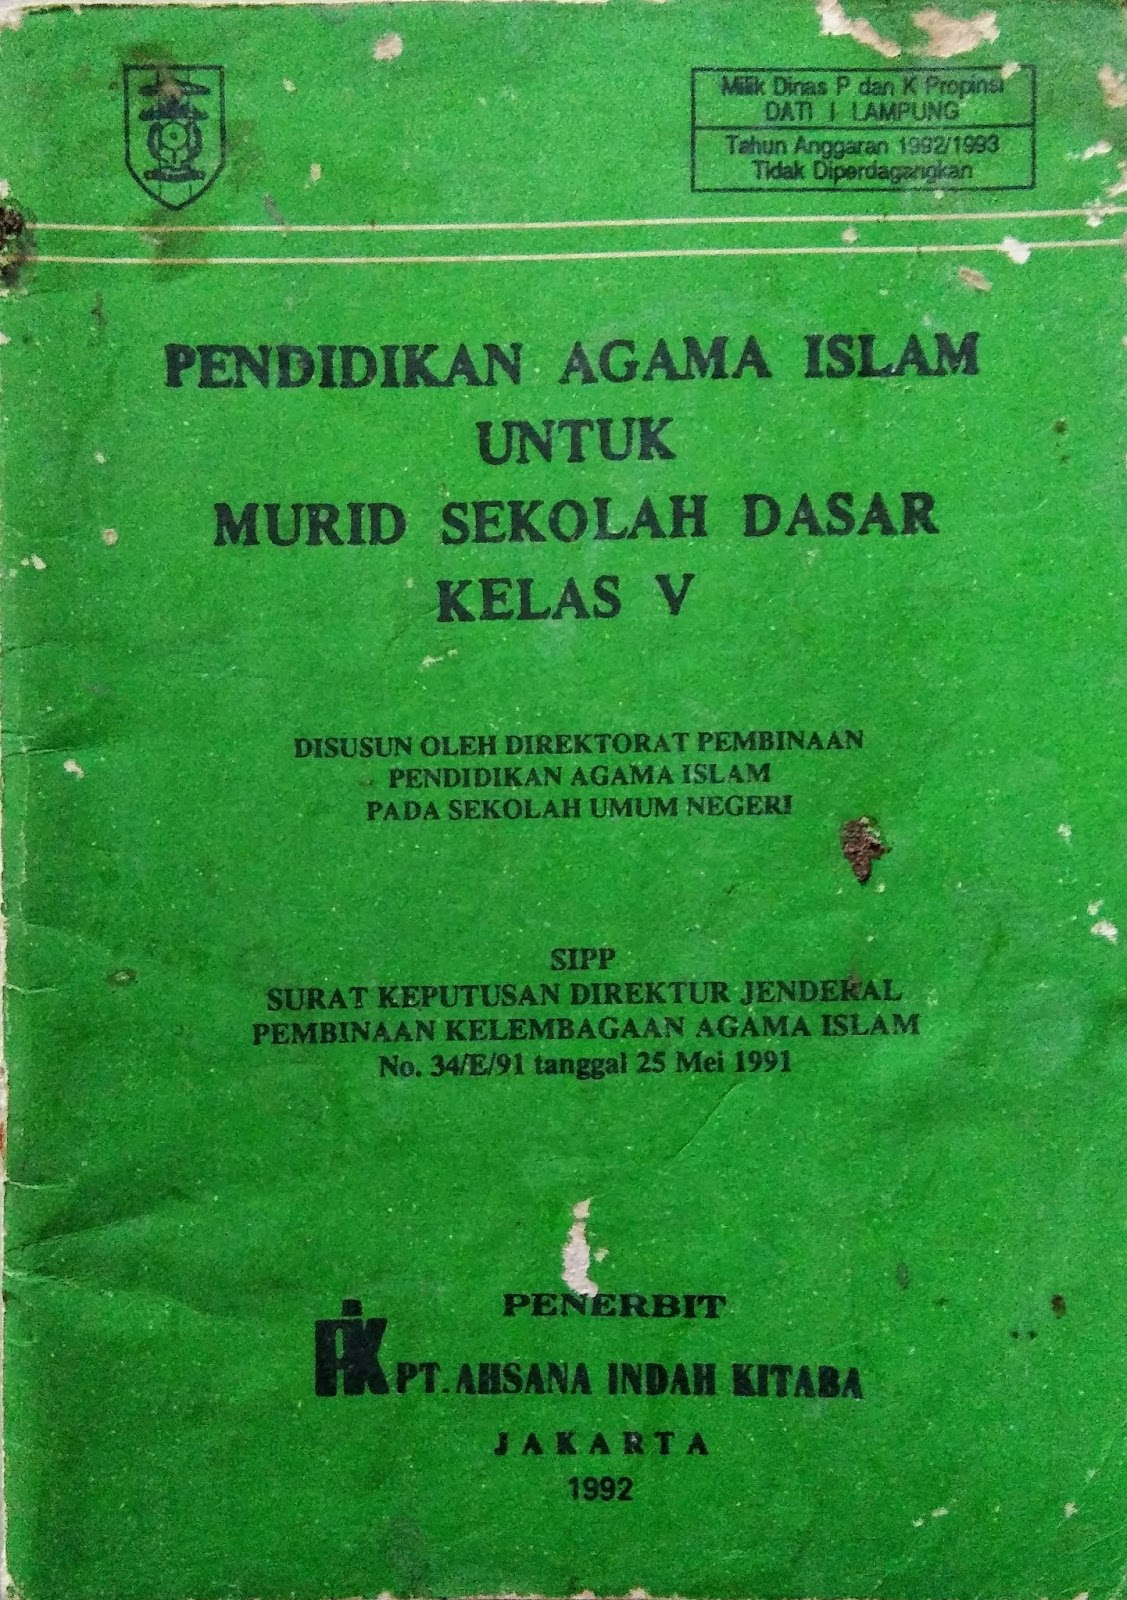 Milik Dinas P dan K Propinsi
DATI I LAMPUNG
Tahun Anggaran 1992/1993
Tidak Diperdagangkan
PENDIDIKAN AGAMA ISLAM
UNTUK
MURID SEKOLAH DASAR
KELAS V
DISUSUN OLEH DIREKTORAT PEMBINAAN
PENDIDIKAN AGAMA ISLAM
PADA SEKOLAH UMUM NEGERI
SIPP
SURAT KEPUTUSAN DIREKTUR JENDERAL
PEMBINAAN KELEMBAGAAN AGAMA ISLAM
No. 34/E/91 tanggal 25 Mei 1991
PENERBIT
PT. AHSANA INDAH KITABA
JAKARTA
1992